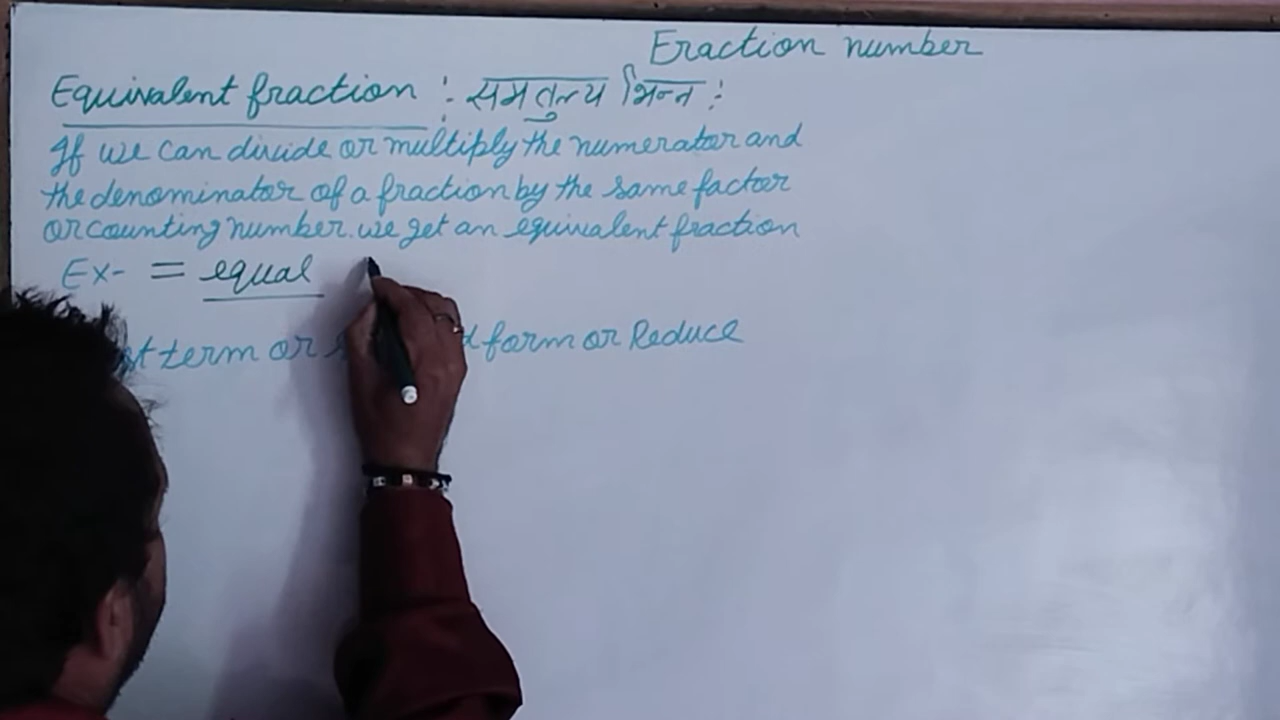 Fraction number
Equivalent fraction : समतुल्य भिन्न :
If we can divide or multiply the numerator and
the denominator of a fraction by the same factor
or counting number. we get an equivalent fraction
Ex- = equal
term or form or Reduce